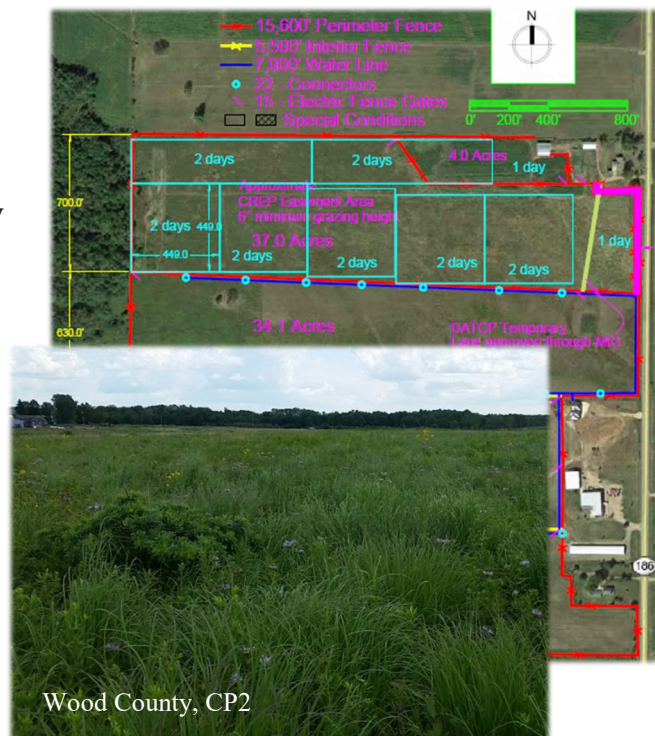 15,600' Perimeter Fence
5,500' Interior Fence
7,900' Water Line
22 Connectors
15 Electric Fence Gates
Special Conditions
N
0' 200' 400' 800'
2 days
2 days
4.0 Acres
1 day
700.0'
Approximate
CREP Easement Area
6" minimum grazing height
37.0 Acres
2 days
449.0
449.0
2 days
2 days
2 days
2 days
1 day
34.1 Acres
DATCP Temporary
Lane approved through MIG
630.0'
186
Wood County, CP2